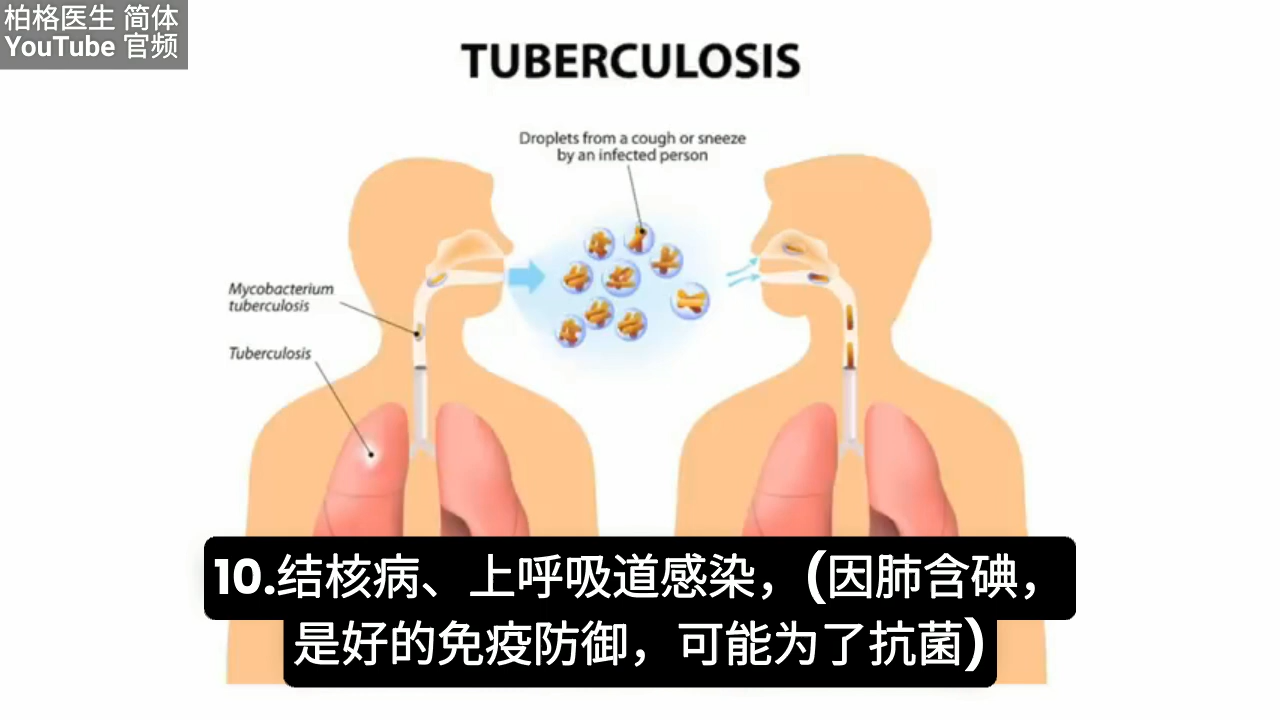 柏格医生 简体
YouTube 官频
TUBERCULOSIS
Droplets from a cough or sneeze
by an infected person
Mycobacterium
tuberculosis
Tuberculosis
10.结核病、上呼吸道感染，(因肺含碘，
是好的免疫防御，可能为了抗菌)